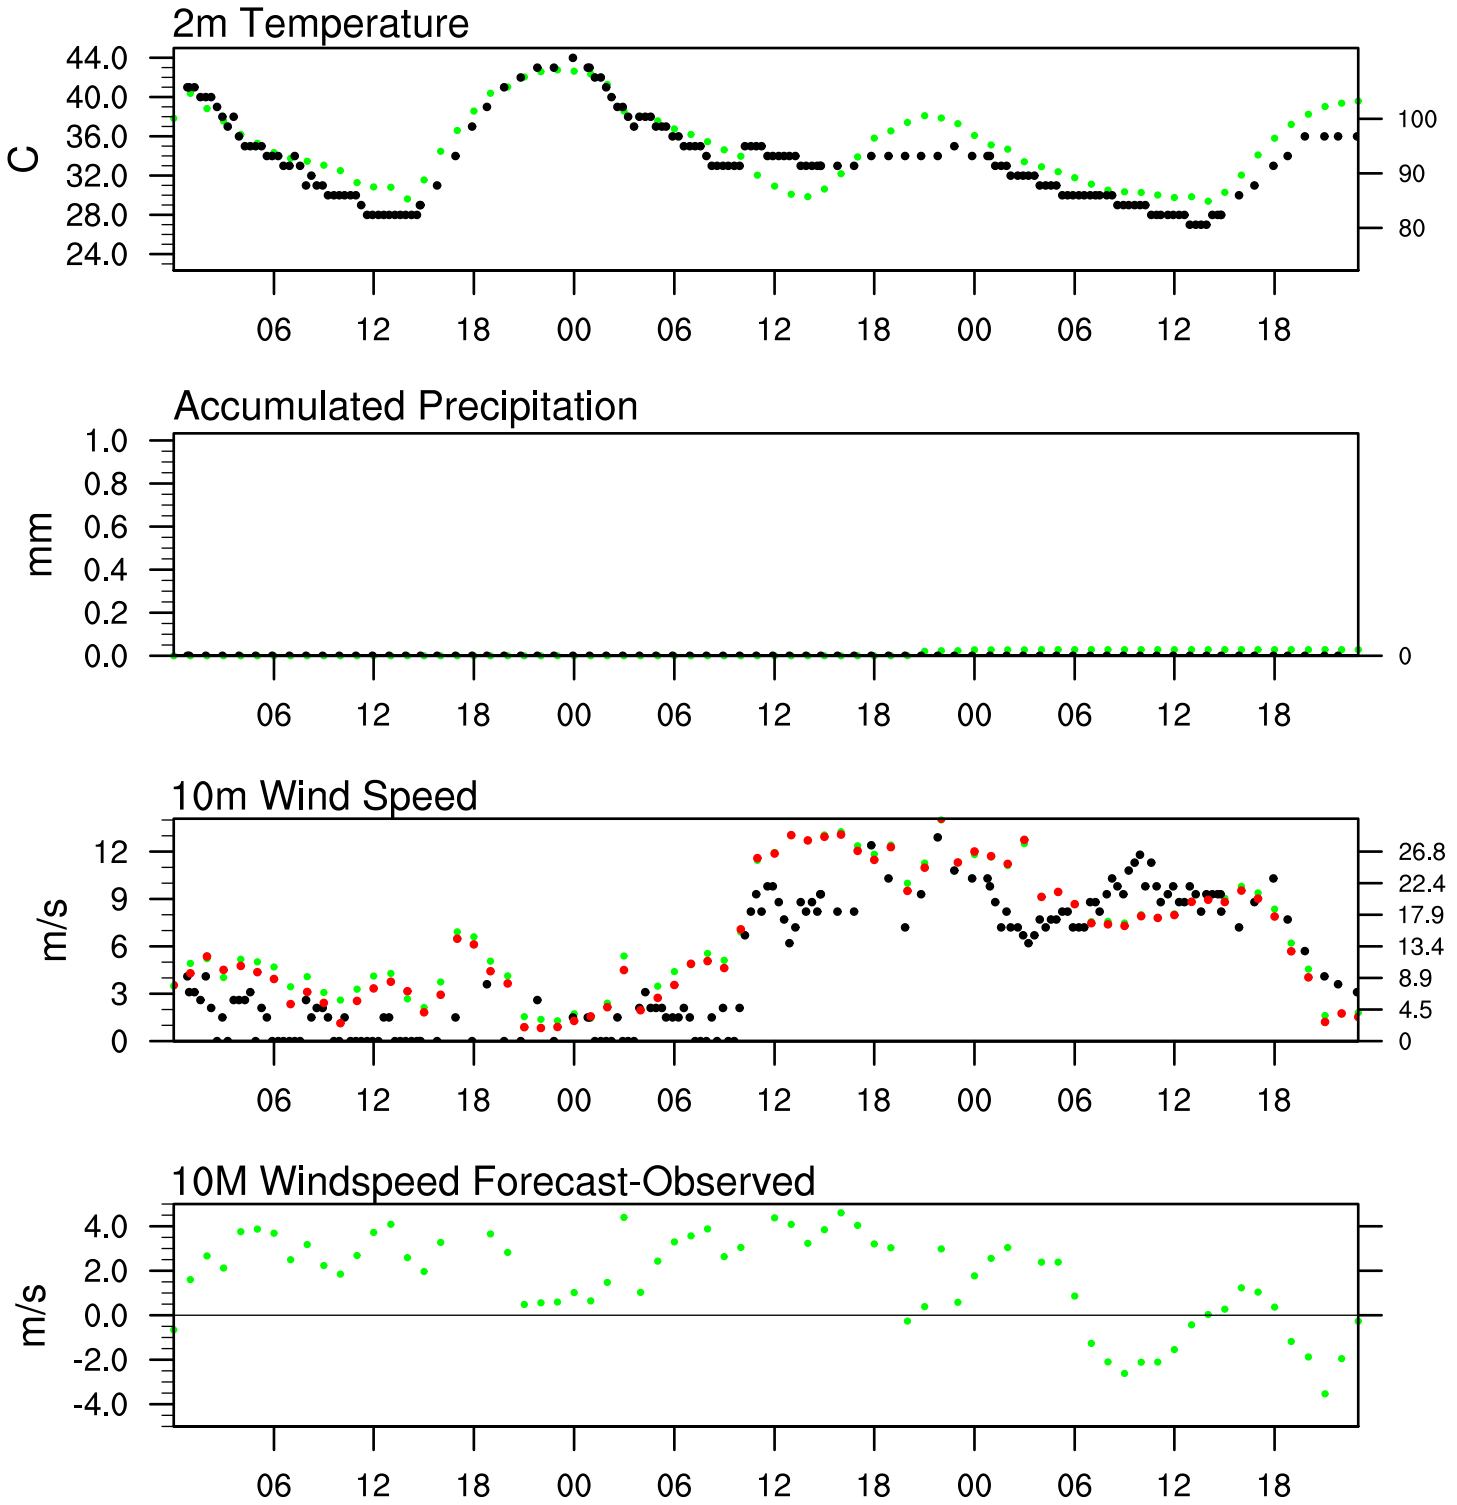 2m Temperature
44.0
40.0
36.0
32.0
28.0
24.0
C
100
90
80
06 12 18 00 06 12 18 00 06 12 18
Accumulated Precipitation
1.0
0.8
0.6
0.4
0.2
0.0
mm
0
06 12 18 00 06 12 18 00 06 12 18
10m Wind Speed
12
9
6
3
0
m/s
26.8
22.4
17.9
13.4
8.9
4.5
0
06 12 18 00 06 12 18 00 06 12 18
10M Windspeed Forecast-Observed
4.0
2.0
0.0
-2.0
-4.0
m/s
06 12 18 00 06 12 18 00 06 12 18